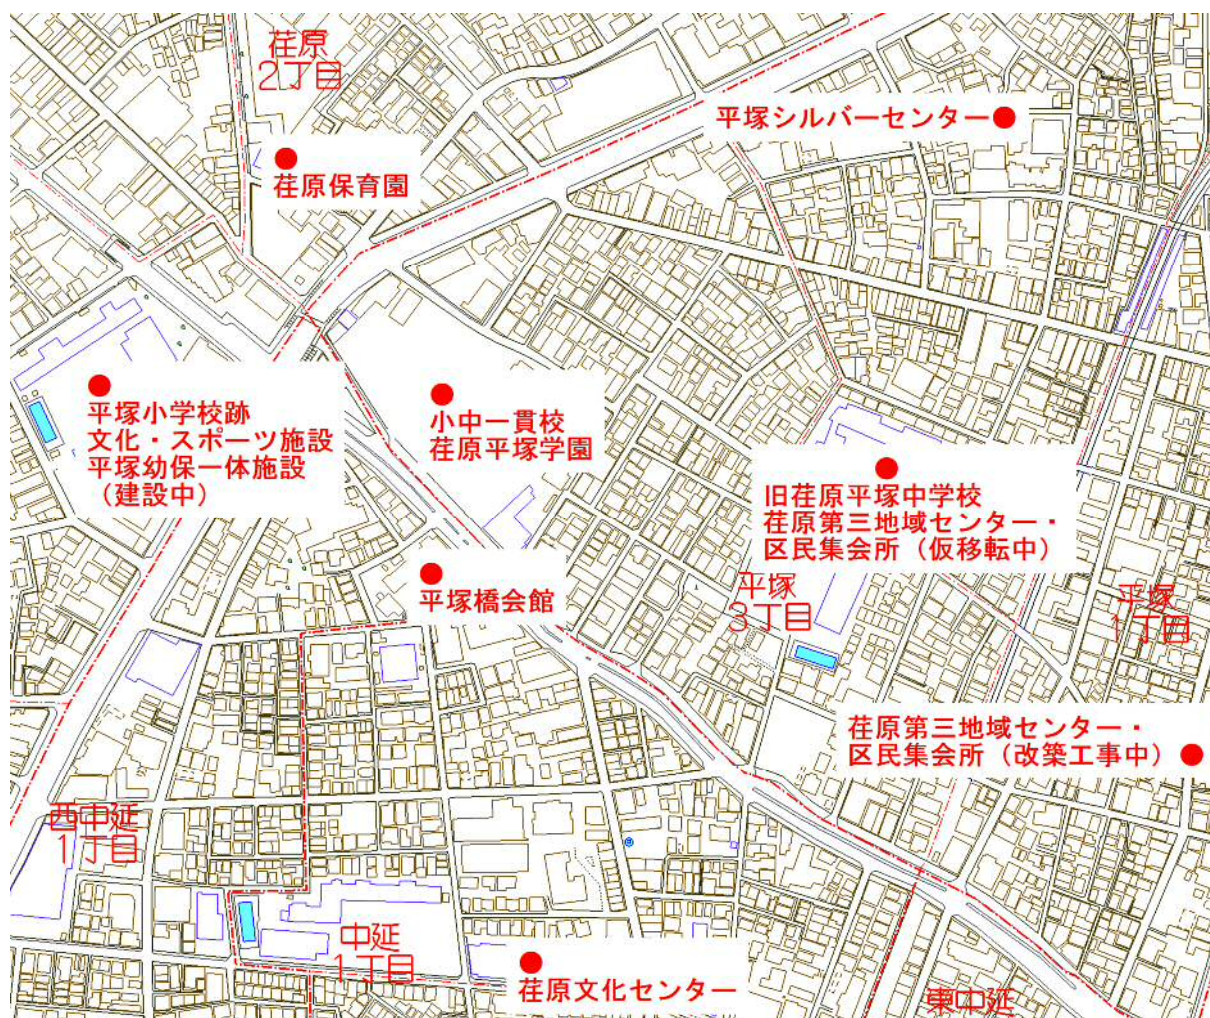 荏原
2丁目
平塚シルバーセンター
荏原保育園
平塚小学校跡
文化・スポーツ施設
平塚幼保一体施設
（建設中）
小中一貫校
荏原平塚学園
旧荏原平塚中学校
荏原第三地域センター・
区民集会所（仮移転中）
平塚橋会館
平塚
3丁目
平塚
1丁目
荏原第三地域センター・
区民集会所（改築工事中）
西中延
1丁目
中延
1丁目
荏原文化センター
東中延